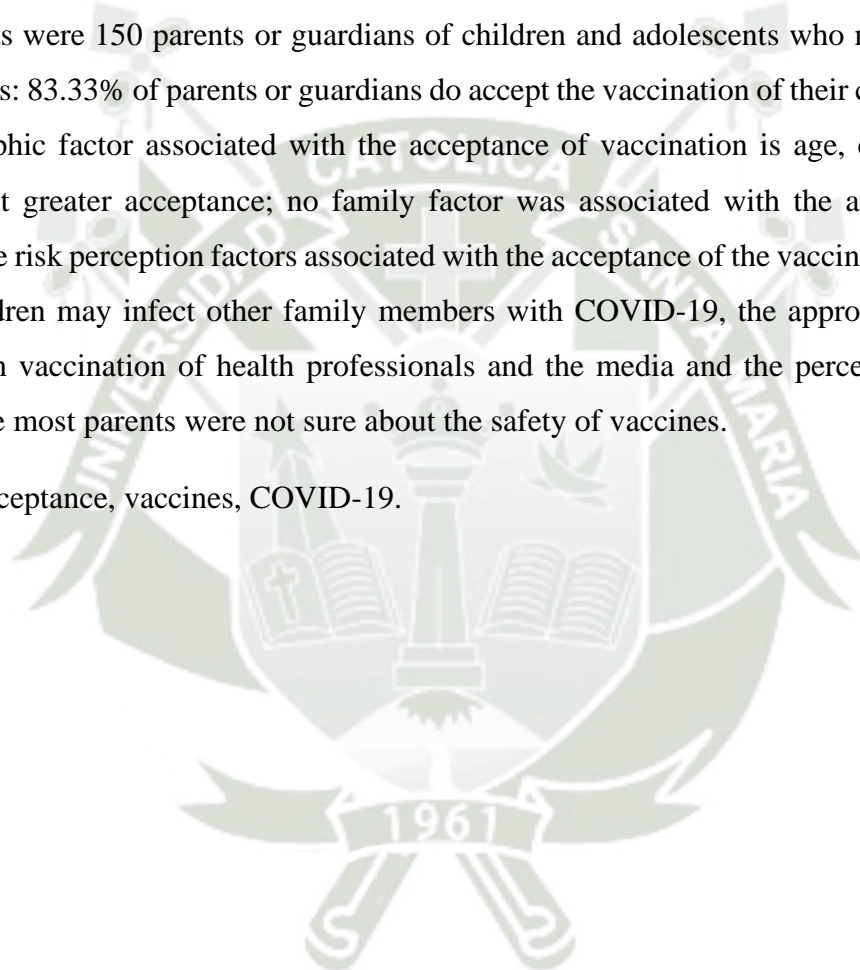 s were 150 parents or guardians of children and adolescents who
s: 83.33% of parents or guardians do accept the vaccination of their
phic factor associated with the acceptance of vaccination is age,
t greater acceptance; no family factor was associated with the a
e risk perception factors associated with the acceptance of the vaccin
dren may infect other family members with COVID-19, the appro
n vaccination of health professionals and the media and the perce
e most parents were not sure about the safety of vaccines.
ceptance, vaccines, COVID-19.
UNIVERSIDAD CATOLICA SANTA MARIA
1961